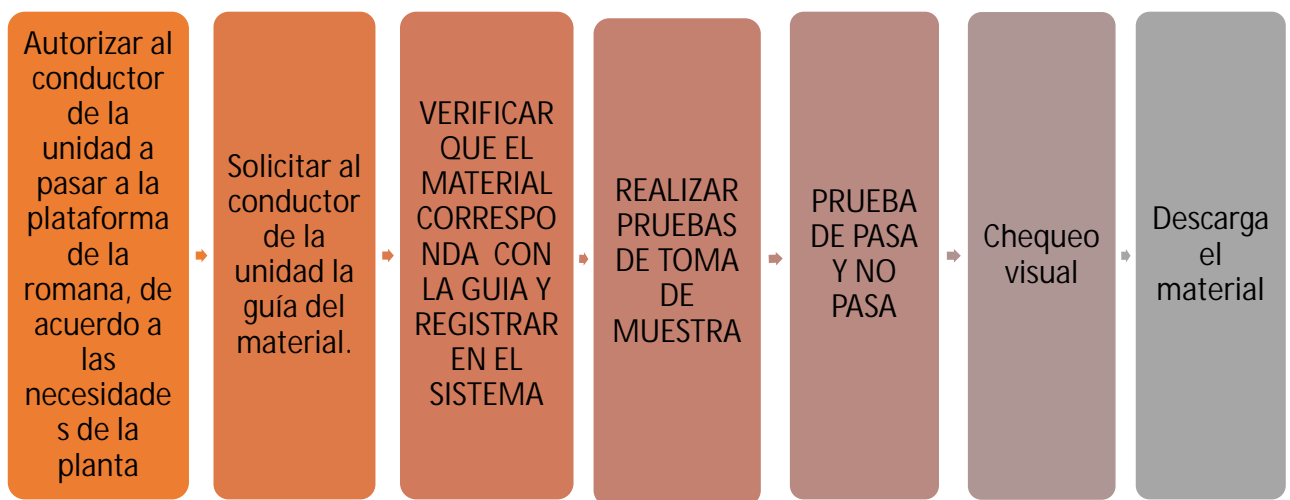 Autorizar al
conductor
de la
unidad a
pasar a la
plataforma
de la
romana, de
acuerdo a
las
necesidade
s de la
planta
Solicitar al
conductor
de la
unidad la
guía del
material.
VERIFICAR
QUE EL
MATERIAL
CORRESPO
NDA CON
LA GUIA Y
REGISTRAR
EN EL
SISTEMA
REALIZAR
PRUEBAS
DE TOMA
DE
MUESTRA
PRUEBA
DE PASA
Y NO
PASA
Chequeo
visual
Descarga
el
material